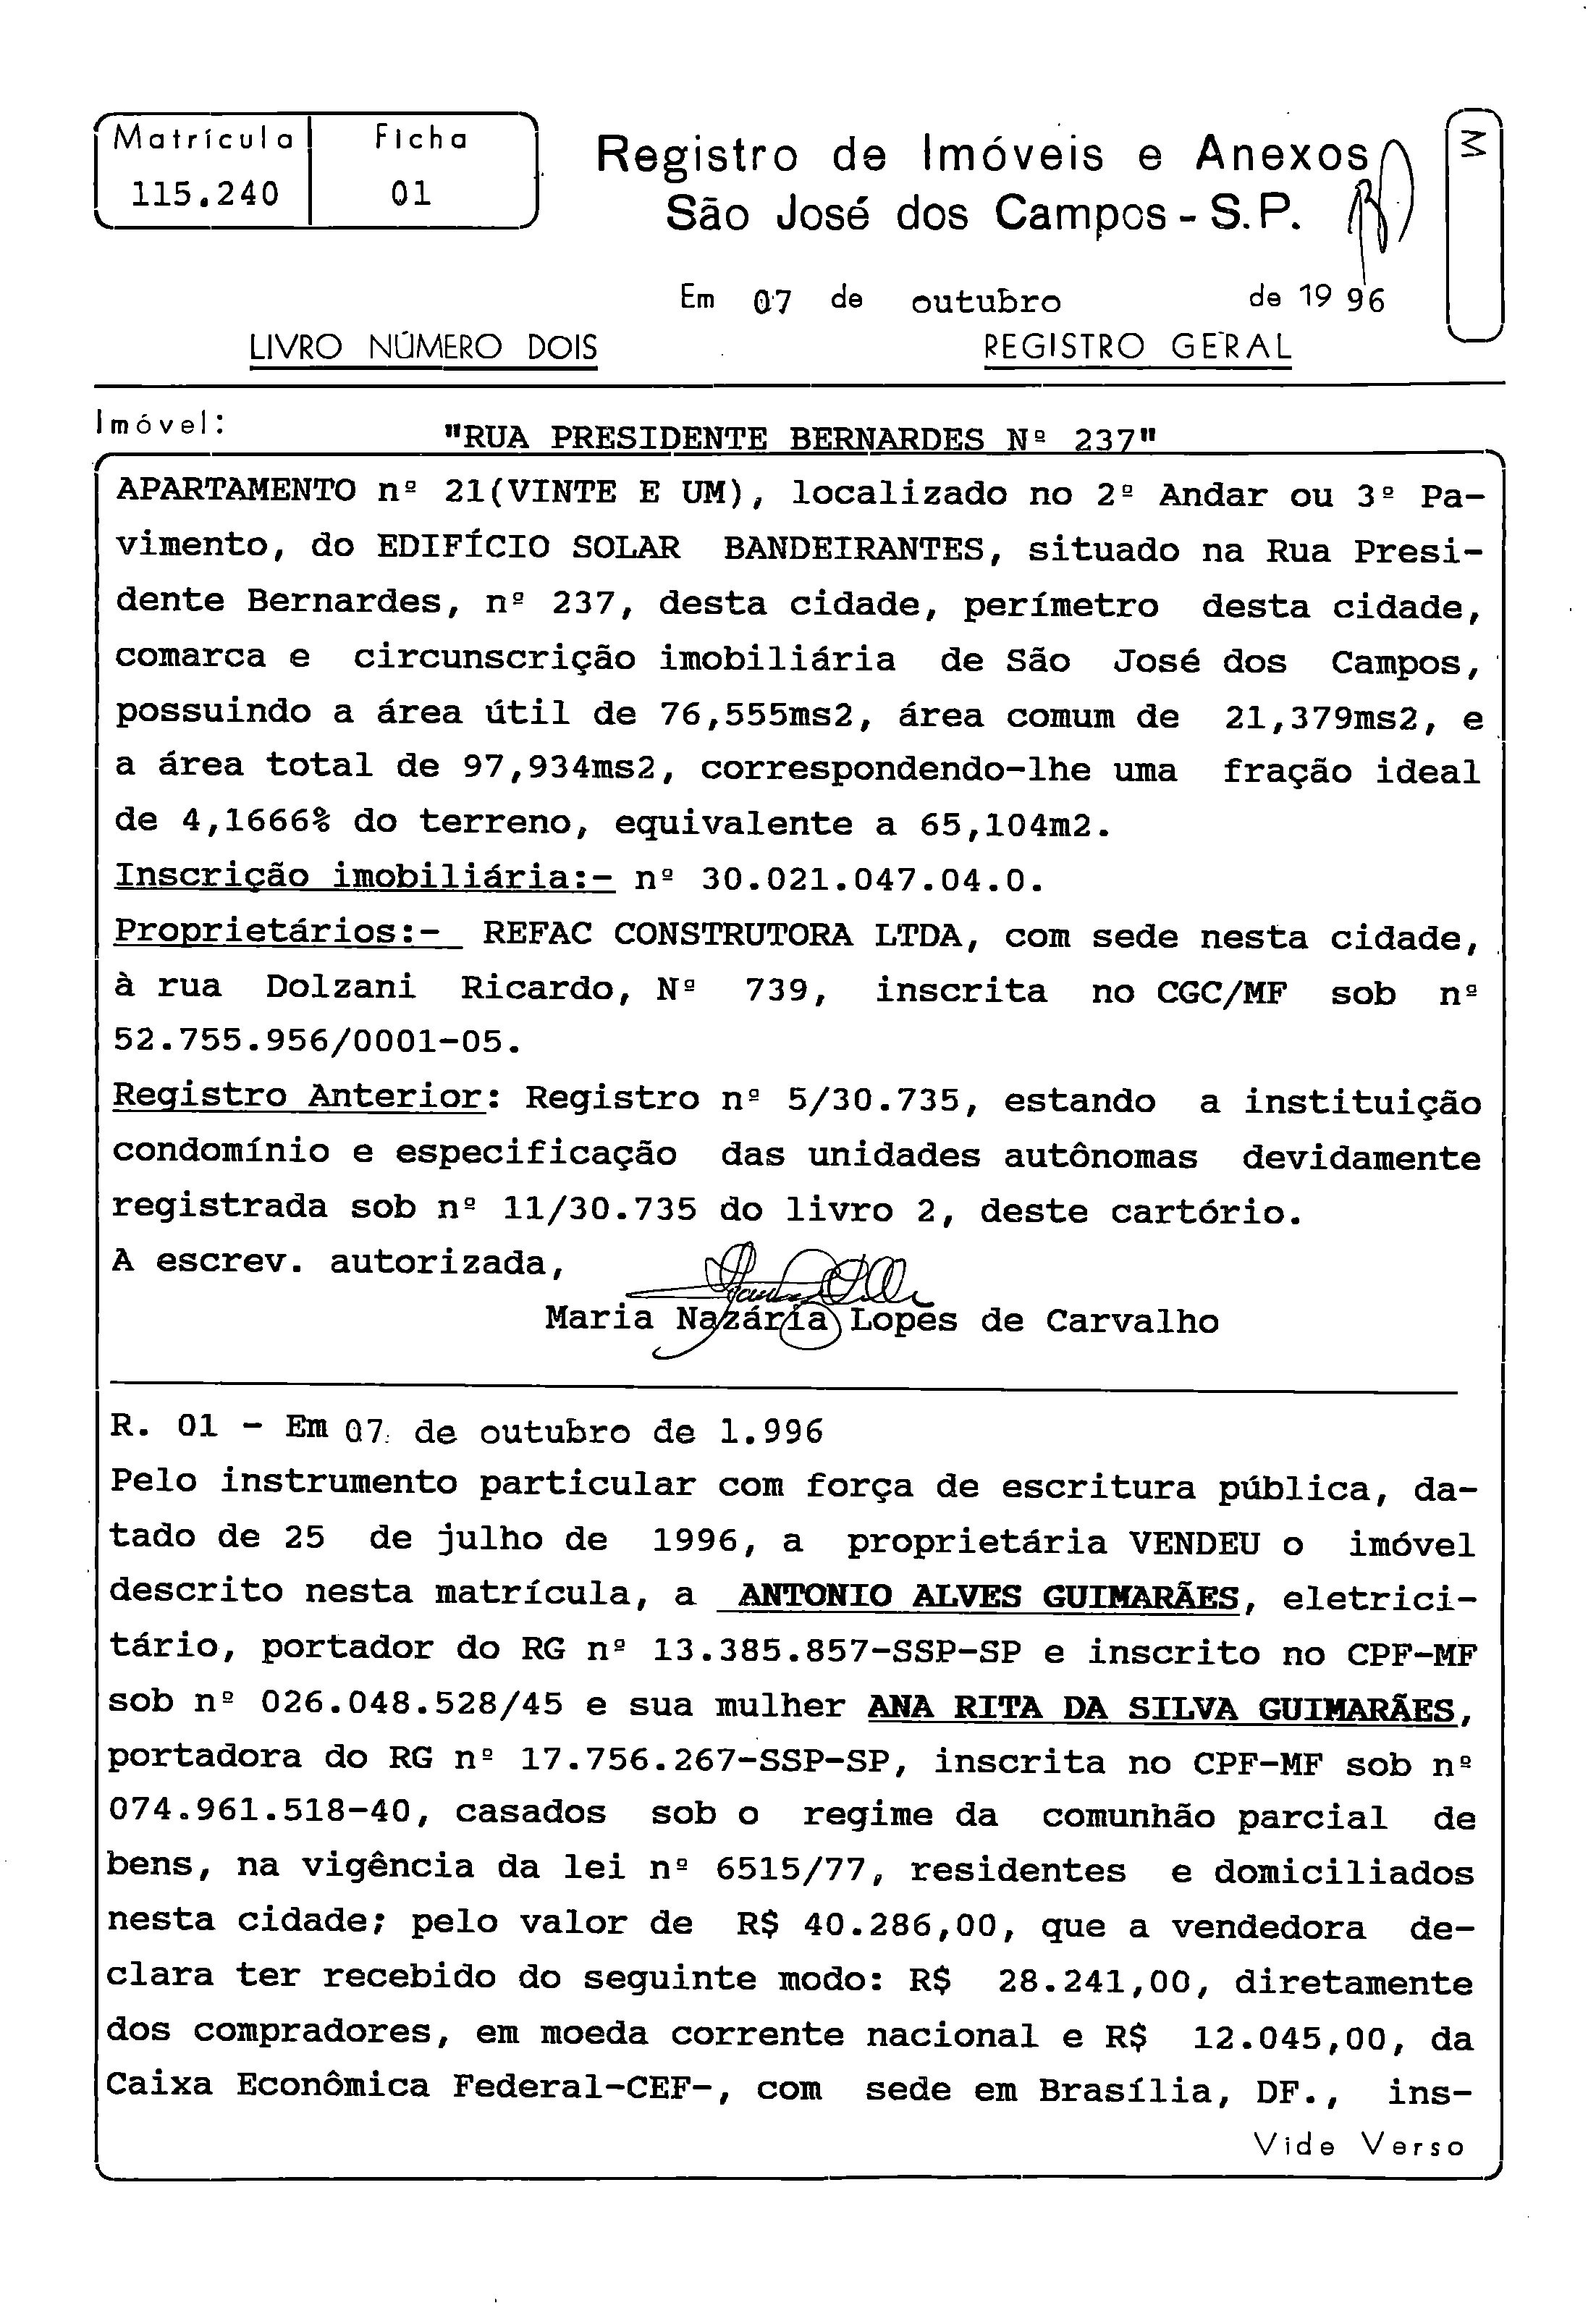 Matrícula Ficha
115.240 01
Registro de Imóveis e Anexos
São José dos Campos - S.P.
M
Em 07 de outubro de 1996
LIVRO NÚMERO DOIS REGISTRO GERAL
Imóvel: "RUA PRESIDENTE BERNARDES Nº 237"
APARTAMENTO nº 21(VINTE E UM), localizado no 2º Andar ou 3º Pa-
vimento, do EDIFÍCIO SOLAR BANDEIRANTES, situado na Rua Presi-
dente Bernardes, nº 237, desta cidade, perímetro desta cidade,
comarca e circunscrição imobiliária de São José dos Campos,
possuindo a área útil de 76,555ms2, área comum de 21,379ms2, e
a área total de 97,934ms2, correspondendo-lhe uma fração ideal
de 4,1666% do terreno, equivalente a 65,104m2.
Inscrição imobiliária:- nº 30.021.047.04.0.
Proprietários:- REFAC CONSTRUTORA LTDA, com sede nesta cidade,
à rua Dolzani Ricardo, Nº 739, inscrita no CGC/MF sob nº
52.755.956/0001-05.
Registro Anterior: Registro nº 5/30.735, estando a instituição
condomínio e especificação das unidades autônomas devidamente
registrada sob nº 11/30.735 do livro 2, deste cartório.
A escrev. autorizada,
Maria Nazária Lopes de Carvalho
R. 01 - Em 07. de outubro de 1.996
Pelo instrumento particular com força de escritura pública, da-
tado de 25 de julho de 1996, a proprietária VENDEU o imóvel
descrito nesta matrícula, a ANTONIO ALVES GUIMARÃES, eletrici-
tário, portador do RG nº 13.385.857-SSP-SP e inscrito no CPF-MF
sob nº 026.048.528/45 e sua mulher ANA RITA DA SILVA GUIMARÃES,
portadora do RG nº 17.756.267-SSP-SP, inscrita no CPF-MF sob nº
074.961.518-40, casados sob o regime da comunhão parcial de
bens, na vigência da lei nº 6515/77, residentes e domiciliados
nesta cidade; pelo valor de R$ 40.286,00, que a vendedora de-
clara ter recebido do seguinte modo: R$ 28.241,00, diretamente
dos compradores, em moeda corrente nacional e R$ 12.045,00, da
Caixa Econômica Federal-CEF-, com sede em Brasília, DF., ins-
Vide Verso